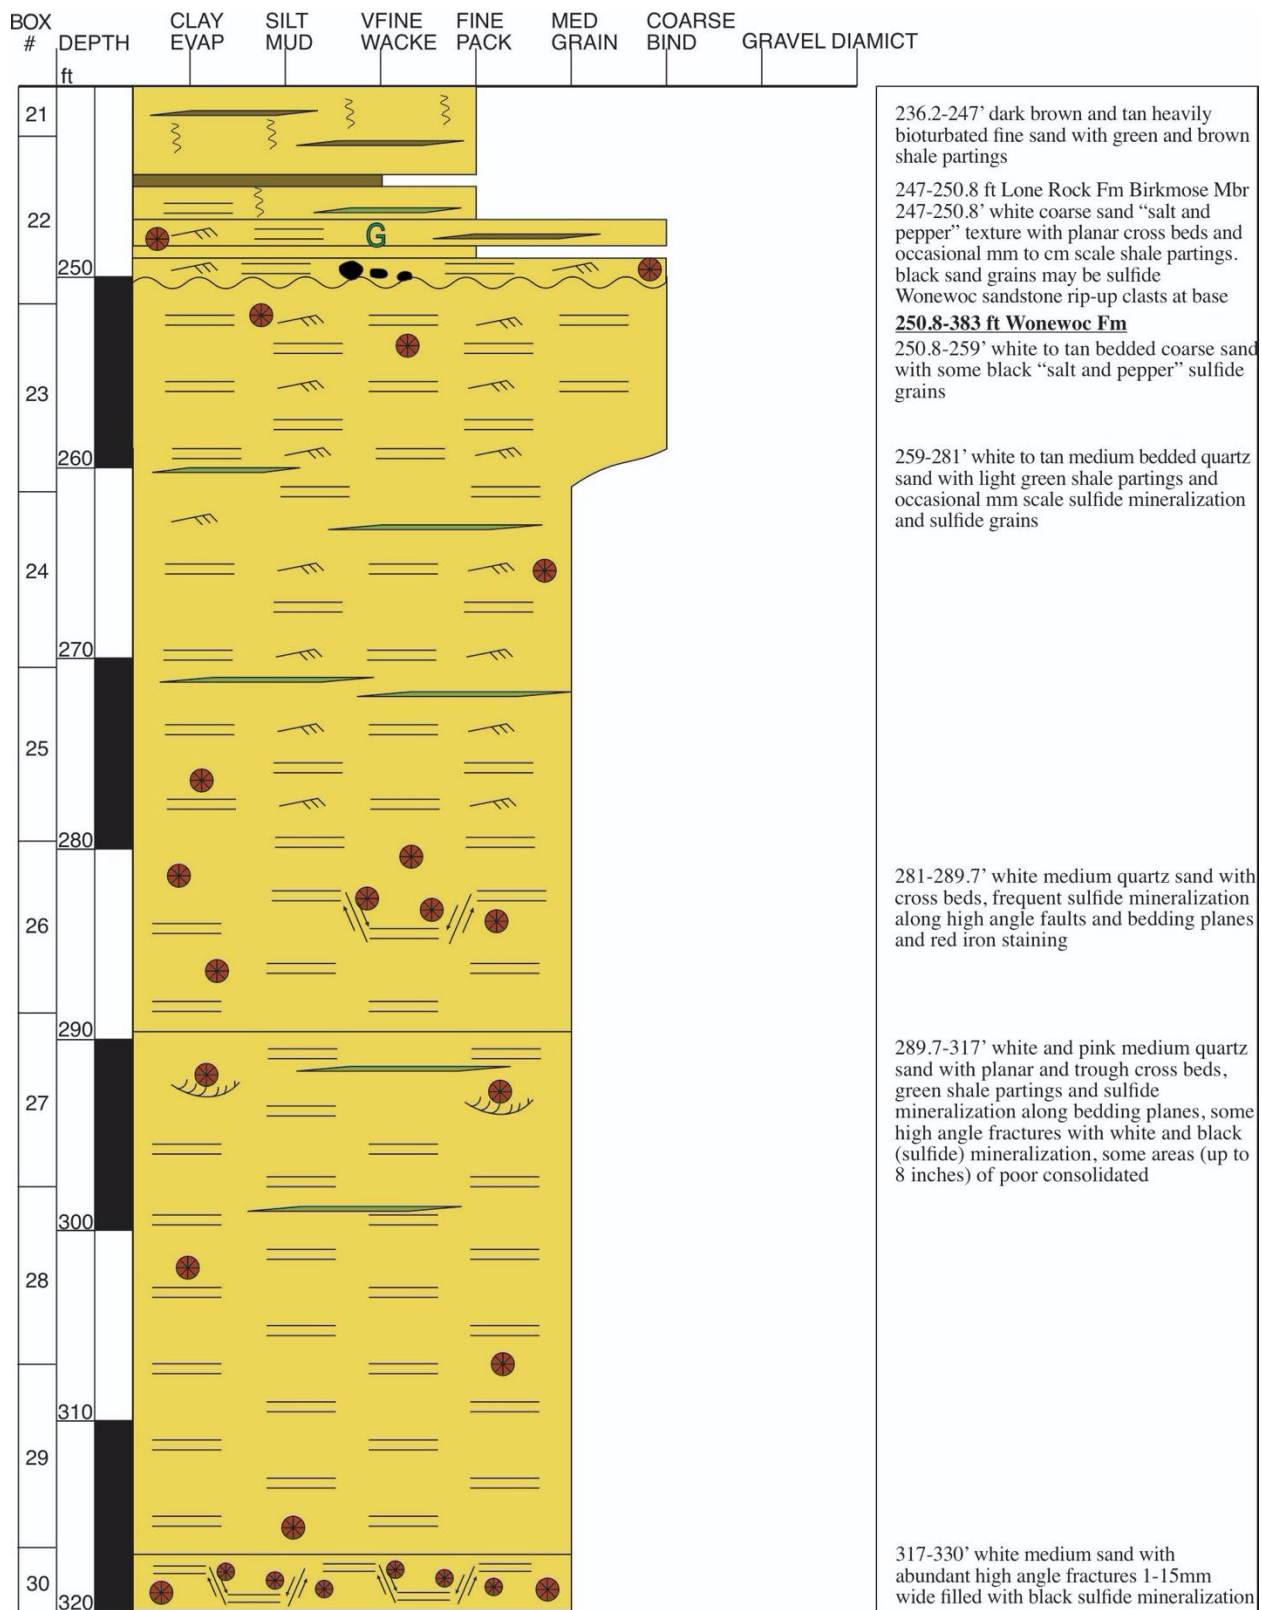 BOX
#
DEPTH
ft
CLAY
EVAP
SILT
MUD
VFINE
WACKE
FINE
PACK
MED
GRAIN
COARSE
BIND
GRAVEL
DIAMICT
21
22
G
250
23
260
24
270
25
280
26
290
27
300
28
310
29
30
320
236.2-247’ dark brown and tan heavily
bioturbated fine sand with green and brown
shale partings
247-250.8 ft Lone Rock Fm Birkmose Mbr
247-250.8’ white coarse sand “salt and
pepper” texture with planar cross beds and
occasional mm to cm scale shale partings.
black sand grains may be sulfide
Wonewoc sandstone rip-up clasts at base
250.8-383 ft Wonewoc Fm
250.8-259’ white to tan bedded coarse sand
with some black “salt and pepper” sulfide
grains
259-281’ white to tan medium bedded quartz
sand with light green shale partings and
occasional mm scale sulfide mineralization
and sulfide grains
281-289.7’ white medium quartz sand with
cross beds, frequent sulfide mineralization
along high angle faults and bedding planes
and red iron staining
289.7-317’ white and pink medium quartz
sand with planar and trough cross beds,
green shale partings and sulfide
mineralization along bedding planes, some
high angle fractures with white and black
(sulfide) mineralization, some areas (up to
8 inches) of poor consolidated
317-330’ white medium sand with
abundant high angle fractures 1-15mm
wide filled with black sulfide mineralization